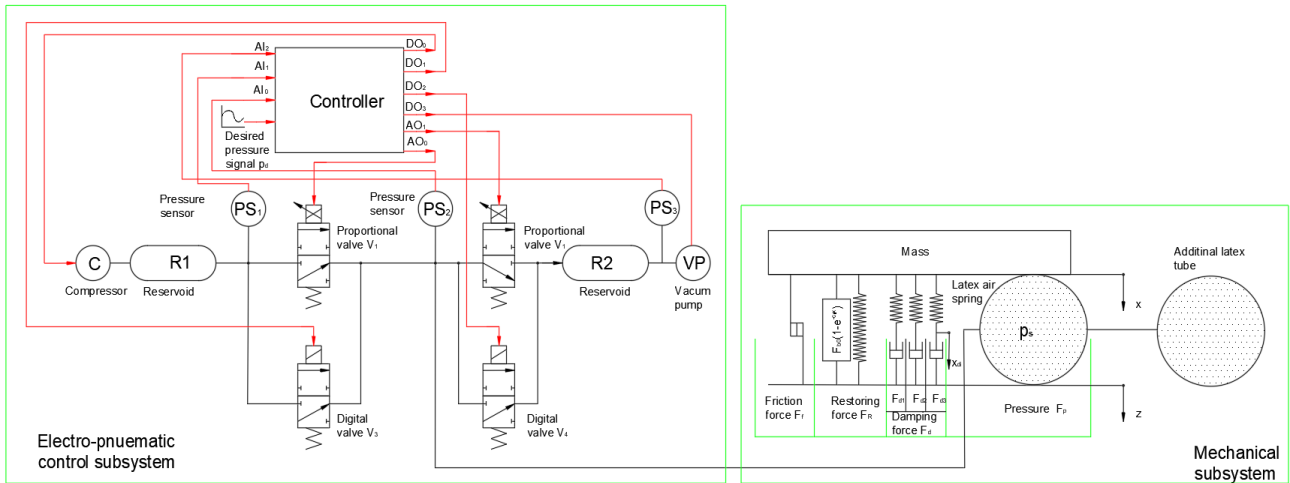 AI₂
AI₁
AI₀
Desired
pressure
signal pd
Controller
DO₀
DO₁
DO₂
DO₃
AO₁
AO₀
Pressure
sensor
PS₁
Proportional
valve V₁
Pressure
sensor
PS₂
Proportional
valve V₁
PS₃
C
Compressor
R1
Reservoid
R2
Reservoid
VP
Vacum
pump
Digital
valve V₃
Digital
valve V₄
Electro-pnuematic
control subsystem
Mass
Additinal latex
tube
Latex air
spring
x
pₛ
xd
Friction
force Ff
Restoring
force FR
Fd1
Fd2
Fd3
Damping
force Fd
Pressure Fₚ
z
Mechanical
subsystem